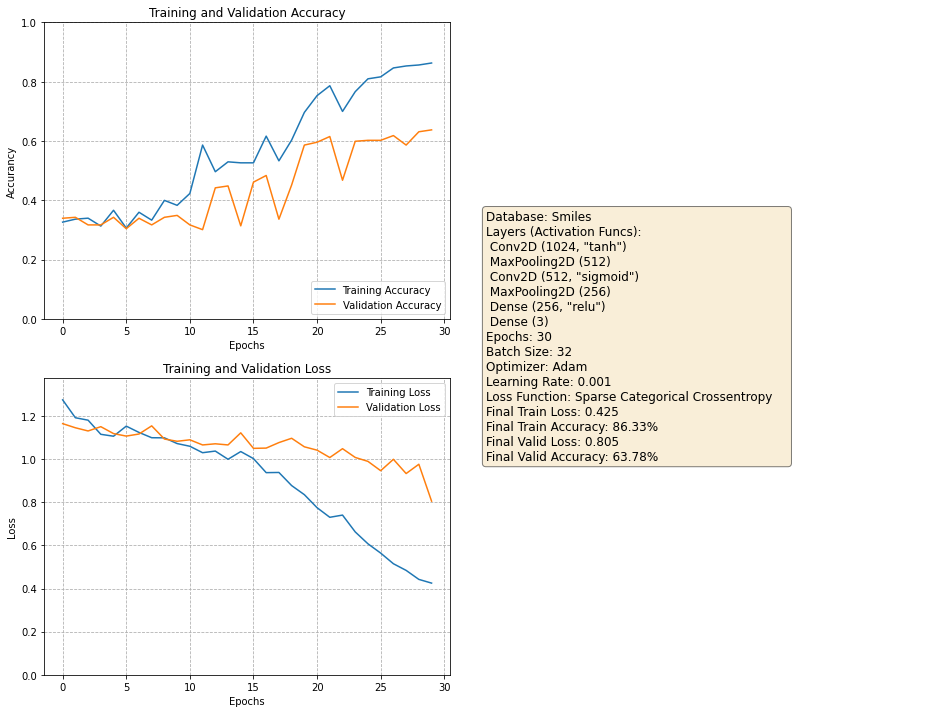 Training and Validation Accuracy
1.0
0.8
0.6
0.4
0.2
0.0
Accurancy
Training Accuracy
Validation Accuracy
0 5 10 15 20 25 30
Epochs
Training and Validation Loss
1.2
1.0
0.8
0.6
0.4
0.2
0.0
Loss
Training Loss
Validation Loss
0 5 10 15 20 25 30
Epochs
Database: Smiles
Layers (Activation Funcs):
Conv2D (1024, "tanh")
MaxPooling2D (512)
Conv2D (512, "sigmoid")
MaxPooling2D (256)
Dense (256, "relu")
Dense (3)
Epochs: 30
Batch Size: 32
Optimizer: Adam
Learning Rate: 0.001
Loss Function: Sparse Categorical Crossentropy
Final Train Loss: 0.425
Final Train Accuracy: 86.33%
Final Valid Loss: 0.805
Final Valid Accuracy: 63.78%